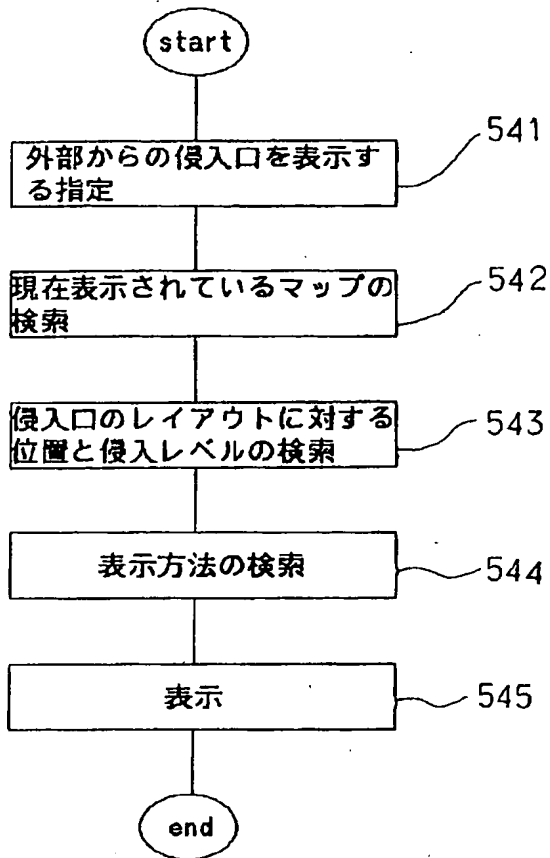 start
外部からの侵入口を表示す
る指定
541
現在表示されているマップの
検索
542
侵入口のレイアウトに対する
位置と侵入レベルの検索
543
表示方法の検索
544
表示
545
end